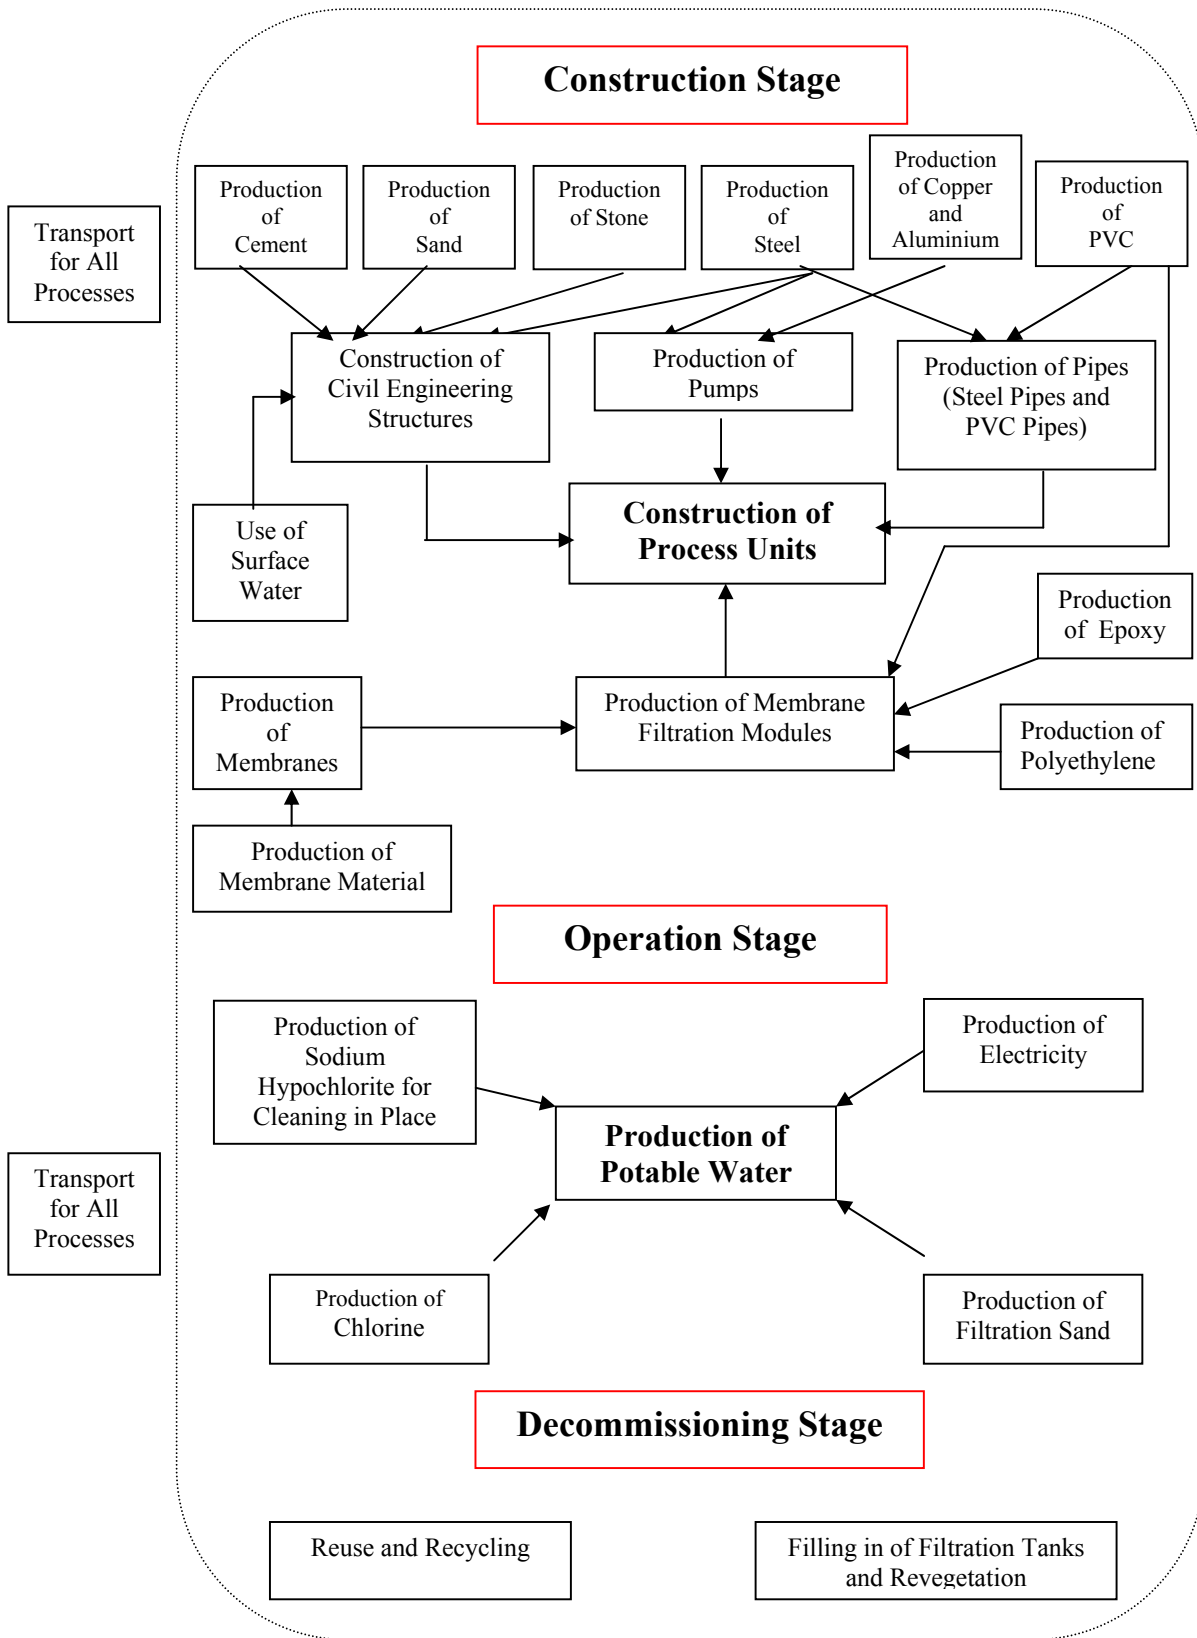 Construction Stage
Production
of
Cement
Production
of
Sand
Production
of Stone
Production
of
Steel
Production
of Copper
and
Aluminium
Production
of
PVC
Transport
for All
Processes
Construction of
Civil Engineering
Structures
Production of
Pumps
Production of Pipes
(Steel Pipes and
PVC Pipes)
Use of
Surface
Water
Construction of
Process Units
Production
of Epoxy
Production
of
Membranes
Production of Membrane
Filtration Modules
Production of
Polyethylene
Production of
Membrane Material
Operation Stage
Production of
Sodium
Hypochlorite for
Cleaning in Place
Production of
Electricity
Production of
Potable Water
Transport
for All
Processes
Production of
Chlorine
Production of
Filtration Sand
Decommissioning Stage
Reuse and Recycling
Filling in of Filtration Tanks
and Revegetation